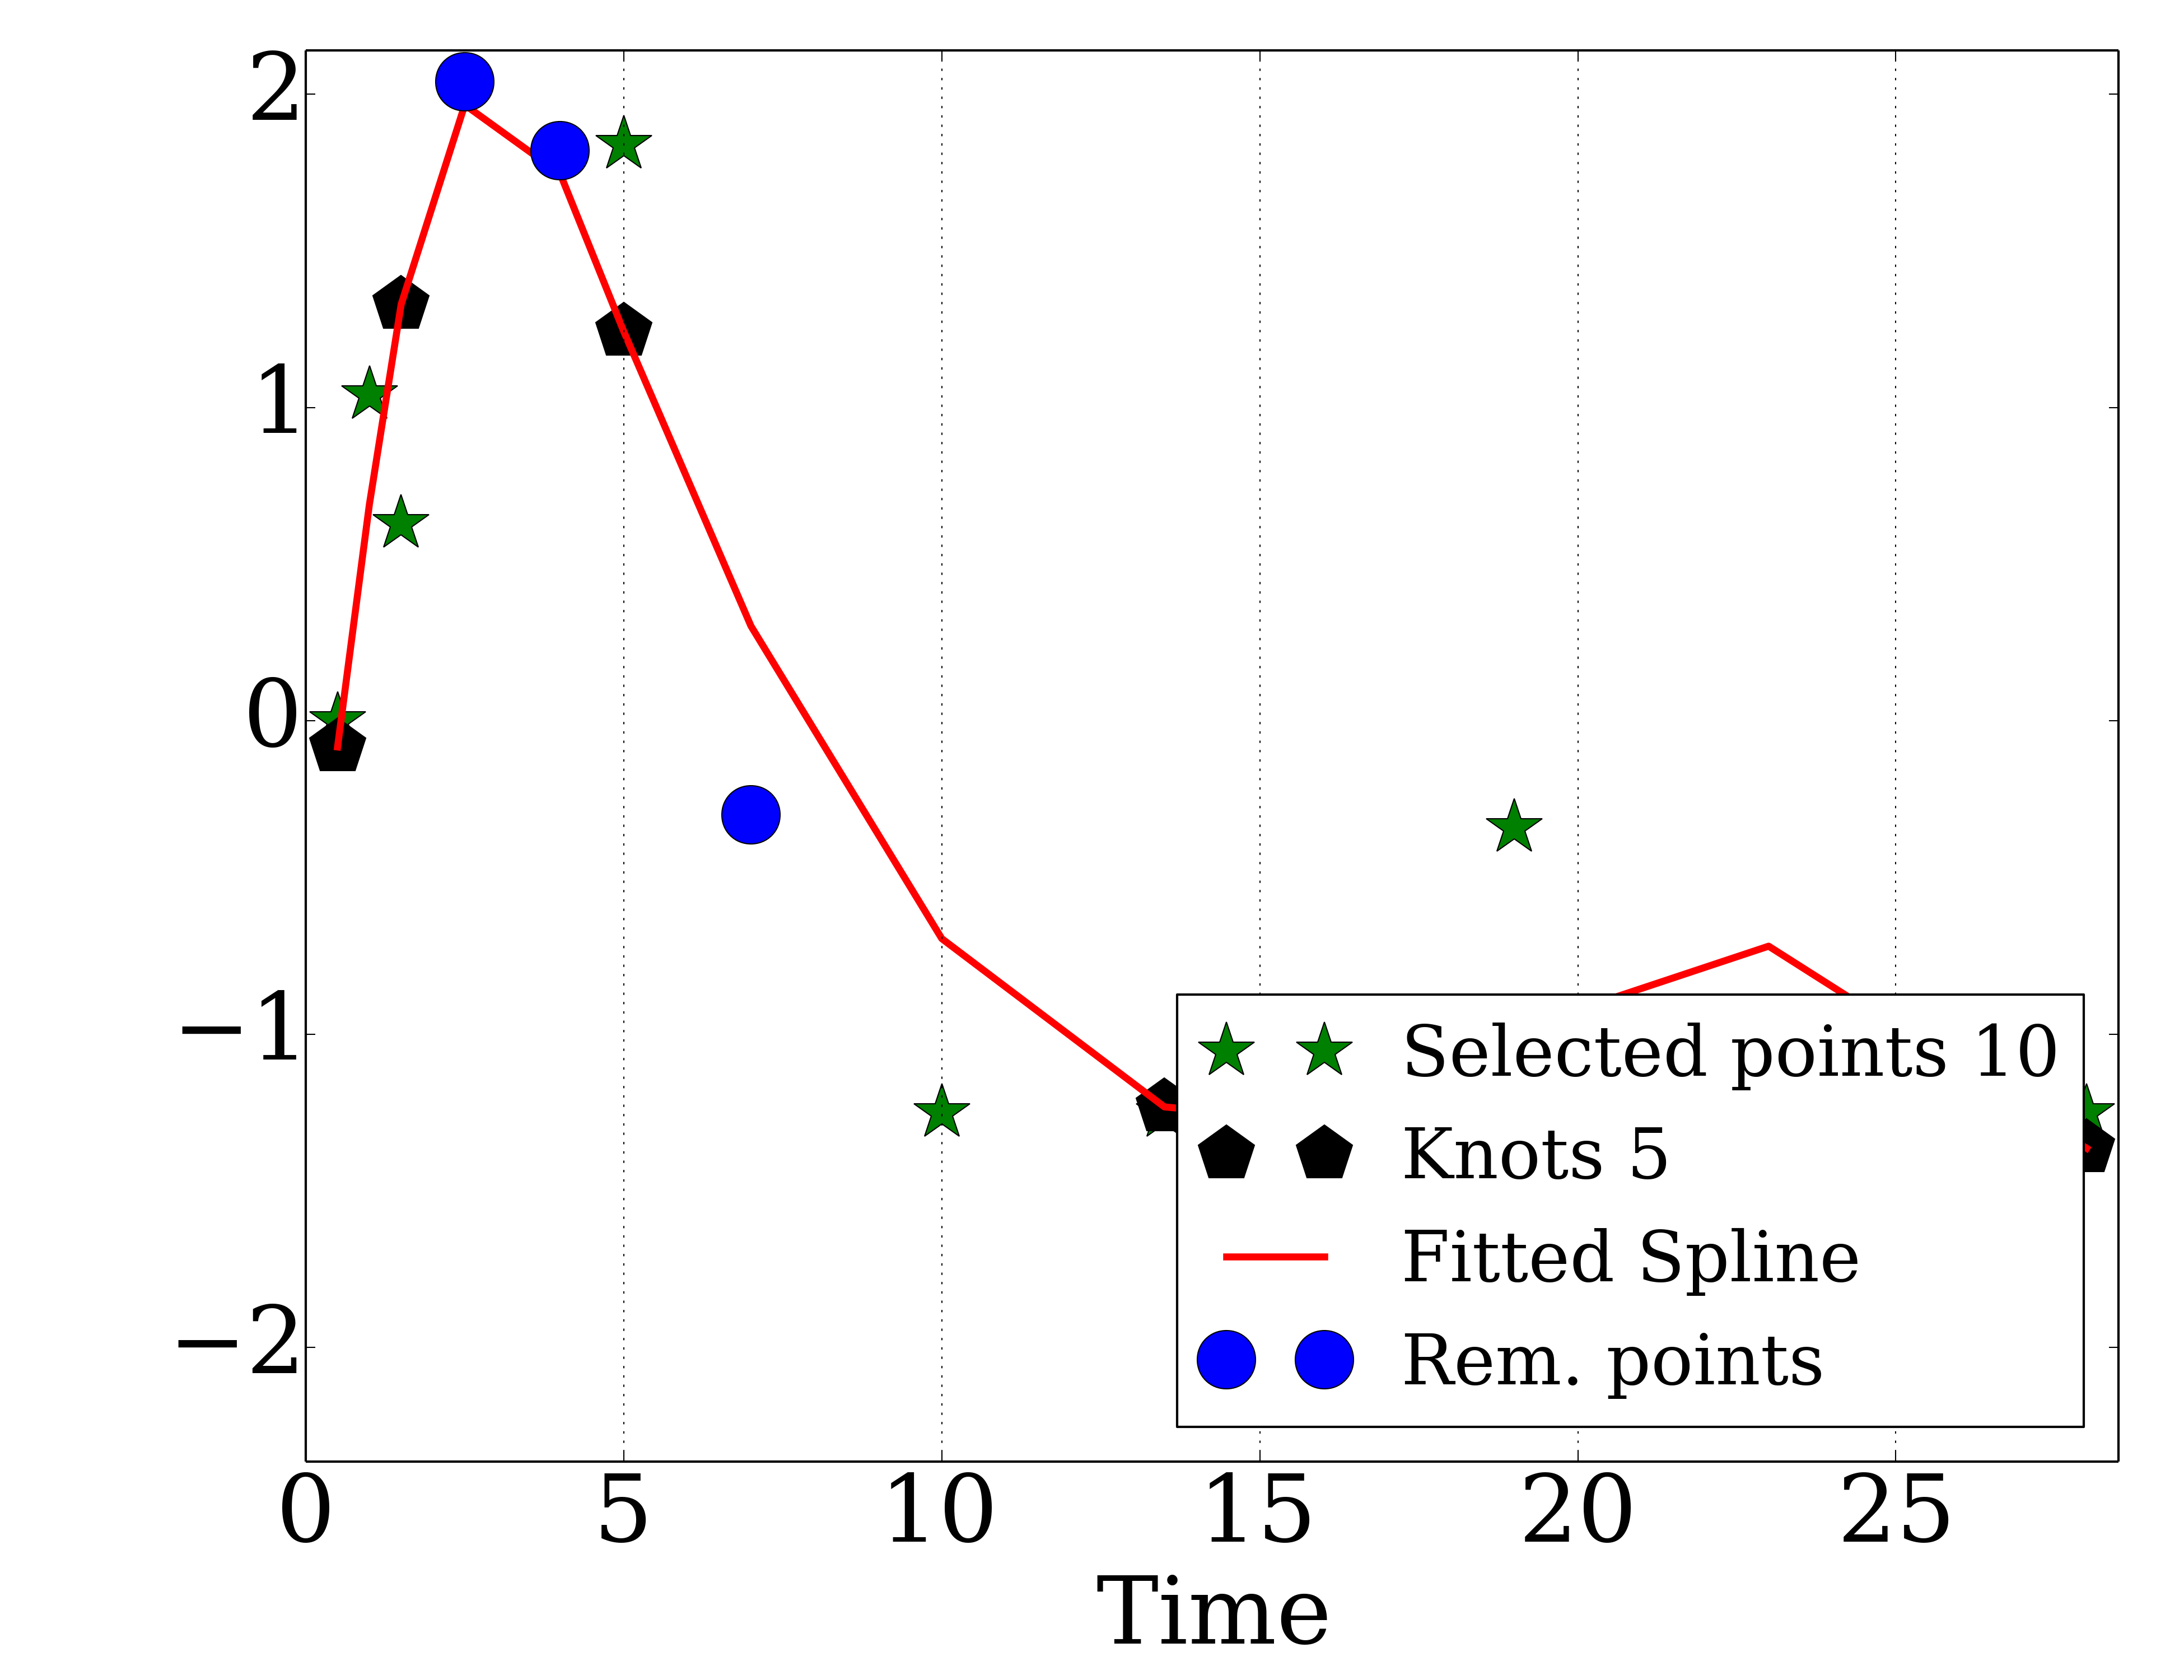 2
1
0
−1
−2
Selected points 10
Knots 5
Fitted Spline
Rem. points
0 5 10 15 20 25
Time